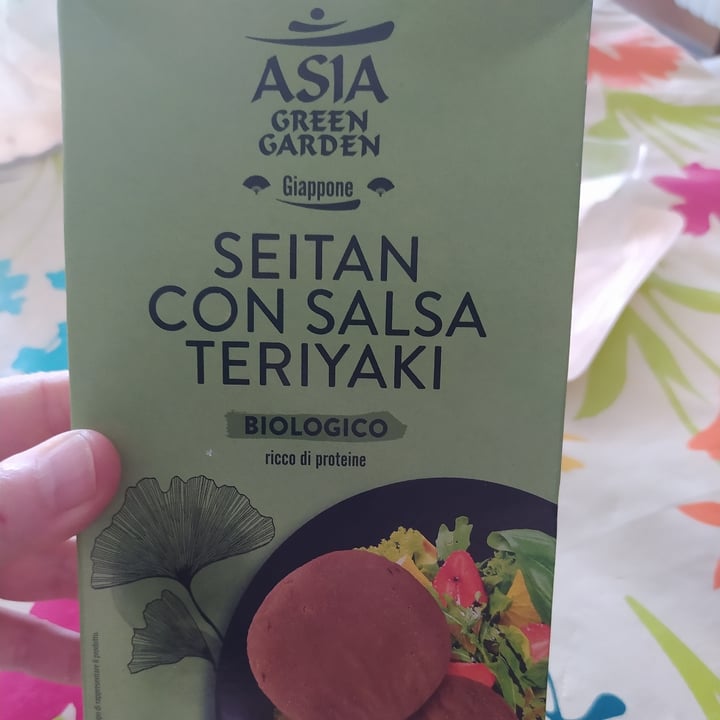 ASIA
GREEN
GARDEN
Giappone
SEITAN
CON SALSA
TERIYAKI
BIOLOGICO
ricco di proteine